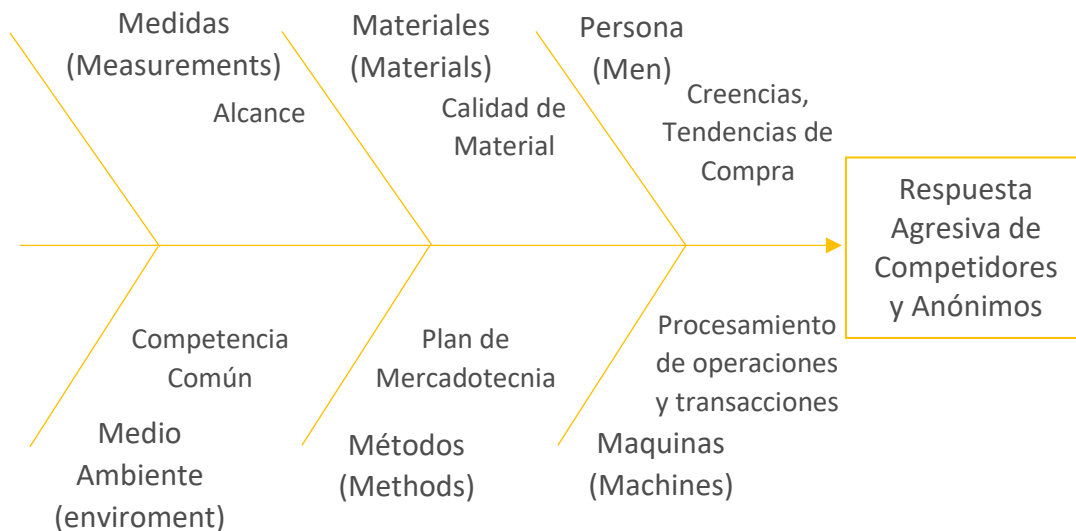 Medidas
(Measurements)
Alcance
Materiales
(Materials)
Calidad de
Material
Persona
(Men)
Creencias,
Tendencias de
Compra
Respuesta
Agresiva de
Competidores
y Anónimos
Competencia
Común
Medio
Ambiente
(enviroment)
Plan de
Mercadotecnia
Métodos
(Methods)
Procesamiento
de operaciones
y transacciones
Maquinas
(Machines)